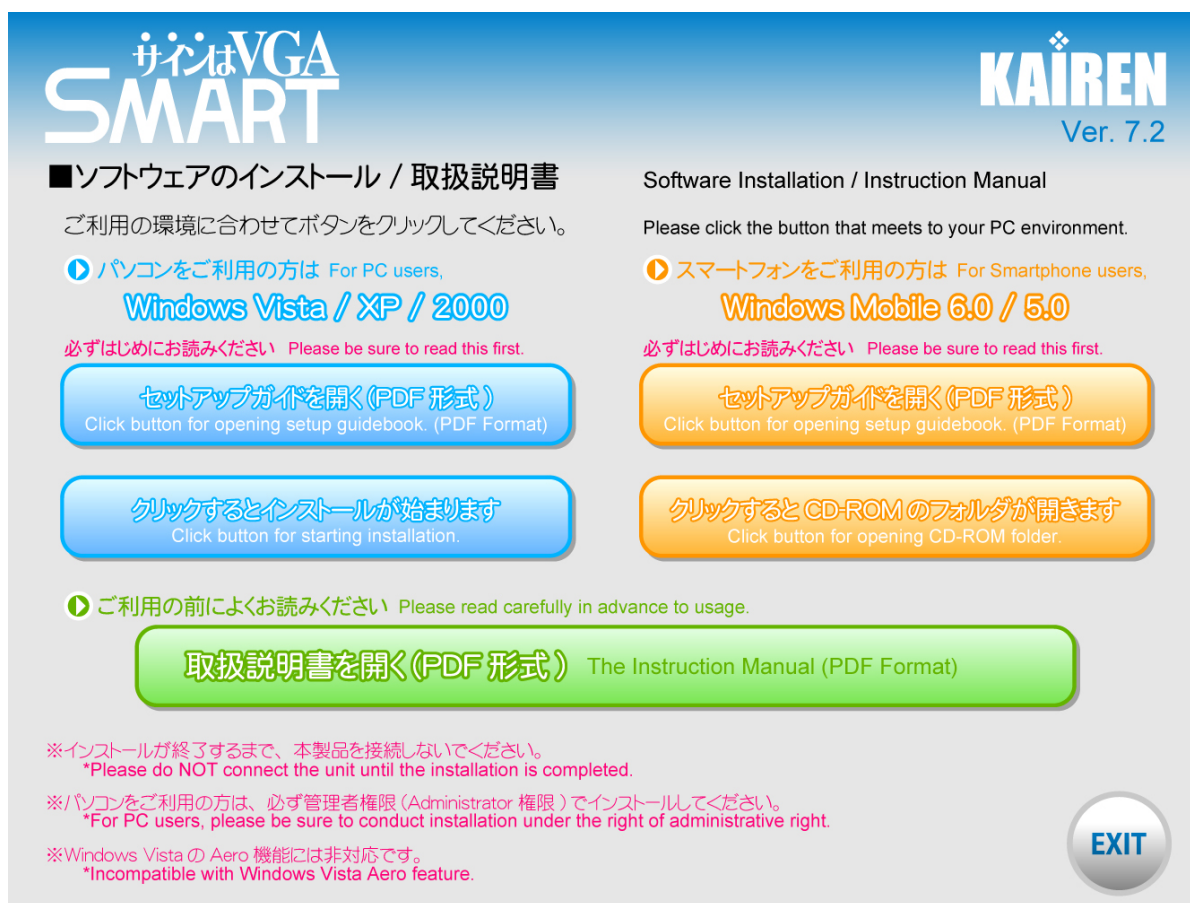 サインはVGA
SMART
KAIREN
Ver. 7.2
■ソフトウェアのインストール / 取扱説明書
Software Installation / Instruction Manual
ご利用の環境に合わせてボタンをクリックしてください。
Please click the button that meets to your PC environment.
パソコンをご利用の方は For PC users,
Windows Vista / XP / 2000
必ずはじめにお読みください Please be sure to read this first.
セットアップガイドを開く(PDF 形式)
Click button for opening setup guidebook. (PDF Format)
クリックするとインストールが始まります
Click button for starting installation.
スマートフォンをご利用の方は For Smartphone users,
Windows Mobile 6.0 / 5.0
必ずはじめにお読みください Please be sure to read this first.
セットアップガイドを開く(PDF 形式)
Click button for opening setup guidebook. (PDF Format)
クリックすると CD-ROM のフォルダが開きます
Click button for opening CD-ROM folder.
ご利用の前によくお読みください Please read carefully in advance to usage.
取扱説明書を開く(PDF 形式) The Instruction Manual (PDF Format)
※インストールが終了するまで、本製品を接続しないでください。
*Please do NOT connect the unit until the installation is completed.
※パソコンをご利用の方は、必ず管理者権限(Administrator 権限)でインストールしてください。
*For PC users, please be sure to conduct installation under the right of administrative right.
※Windows Vista の Aero 機能には非対応です。
*Incompatible with Windows Vista Aero feature.
EXIT